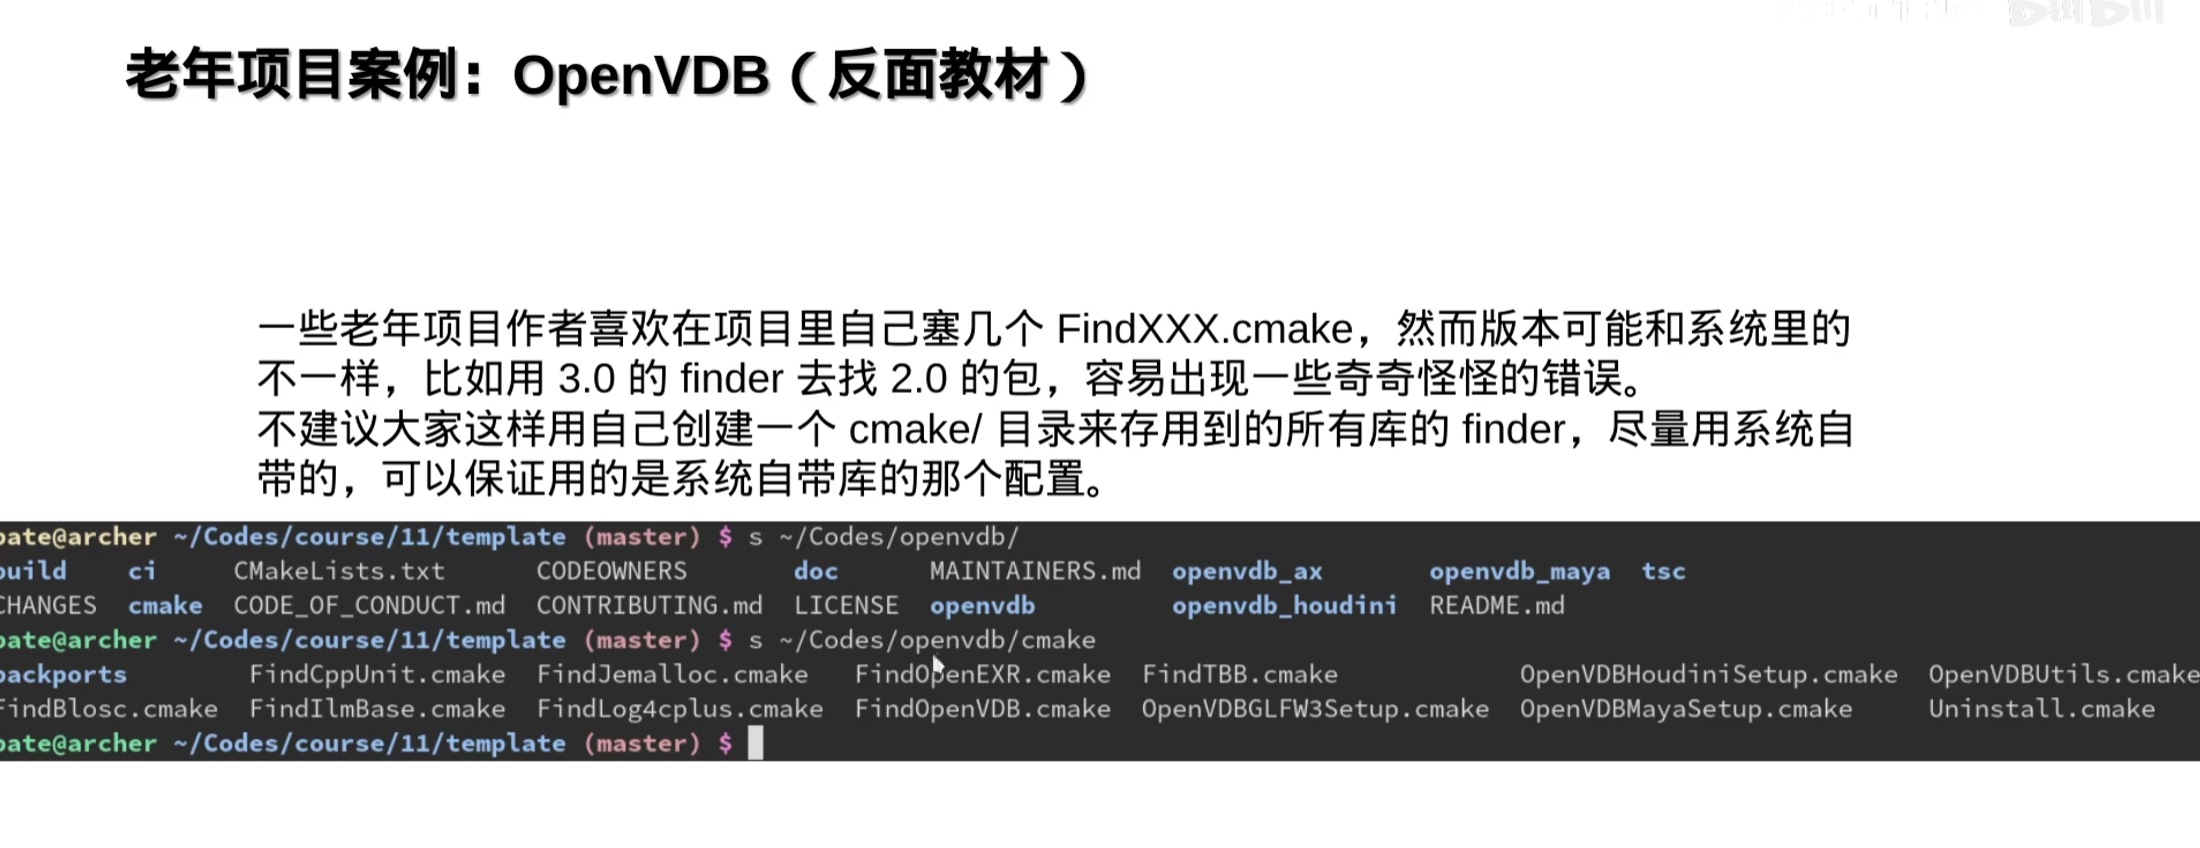 老年项目案例：OpenVDB（反面教材）
一些老年项目作者喜欢在项目里自己塞几个 FindXXX.cmake，然而版本可能和系统里的
不一样，比如用 3.0 的 finder 去找 2.0 的包，容易出现一些奇奇怪怪的错误。
不建议大家这样用自己创建一个 cmake/ 目录来存用到的所有库的 finder，尽量用系统自
带的，可以保证用的是系统自带库的那个配置。
bate@archer ~/Codes/course/11/template (master) $ s ~/Codes/openvdb/
build ci CMakeLists.txt CODEOWNERS doc MAINTAINERS.md openvdb_ax openvdb_maya tsc
CHANGES cmake CODE_OF_CONDUCT.md CONTRIBUTING.md LICENSE openvdb openvdb_houdini README.md
bate@archer ~/Codes/course/11/template (master) $ s ~/Codes/openvdb/cmake
backports FindCppUnit.cmake FindJemalloc.cmake FindOpenEXR.cmake FindTBB.cmake OpenVDBHoudiniSetup.cmake OpenVDBUtils.cmake
FindBlosc.cmake FindIlmBase.cmake FindLog4cplus.cmake FindOpenVDB.cmake OpenVDBGLFW3Setup.cmake OpenVDBMayaSetup.cmake Uninstall.cmake
bate@archer ~/Codes/course/11/template (master) $